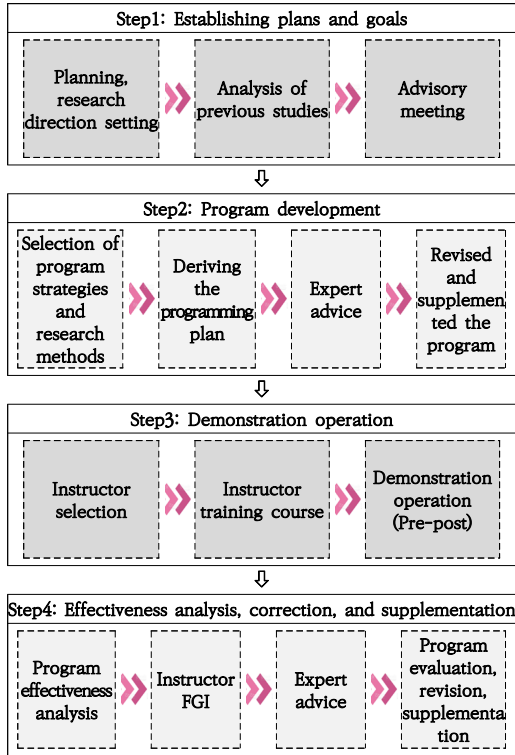 Step1: Establishing plans and goals
Planning,
research
direction setting
Analysis of
previous studies
Advisory
meeting
Step2: Program development
Selection of
program
strategies
and
research
methods
Deriving
the
programming
plan
Expert
advice
Revised
and
supplemen
ted the
program
Step3: Demonstration operation
Instructor
selection
Instructor
training course
Demonstration
operation
(Pre-post)
Step4: Effectiveness analysis, correction, and supplementation
Program
effectiveness
analysis
Instructor
FGI
Expert
advice
Program
evaluation,
revision,
supplementa
tion